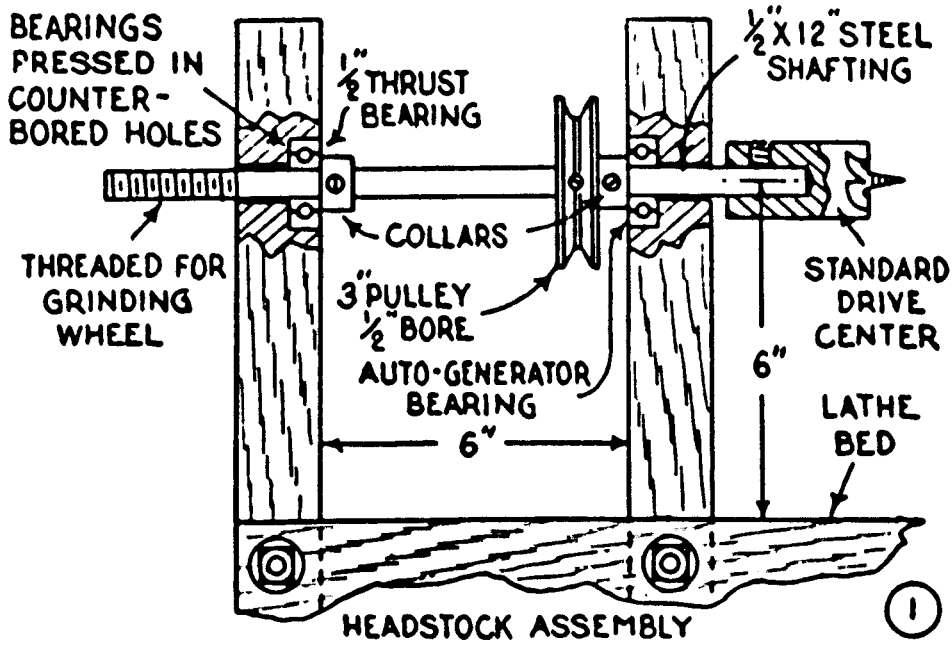 BEARINGS
PRESSED IN
COUNTER-
BORED HOLES
1/2" THRUST
BEARING
1/2" X 12" STEEL
SHAFTING
COLLARS
THREADED FOR
GRINDING
WHEEL
3" PULLEY
1/2" BORE
AUTO-GENERATOR
BEARING
STANDARD
DRIVE
CENTER
6"
6"
LATHE
BED
HEADSTOCK ASSEMBLY
1